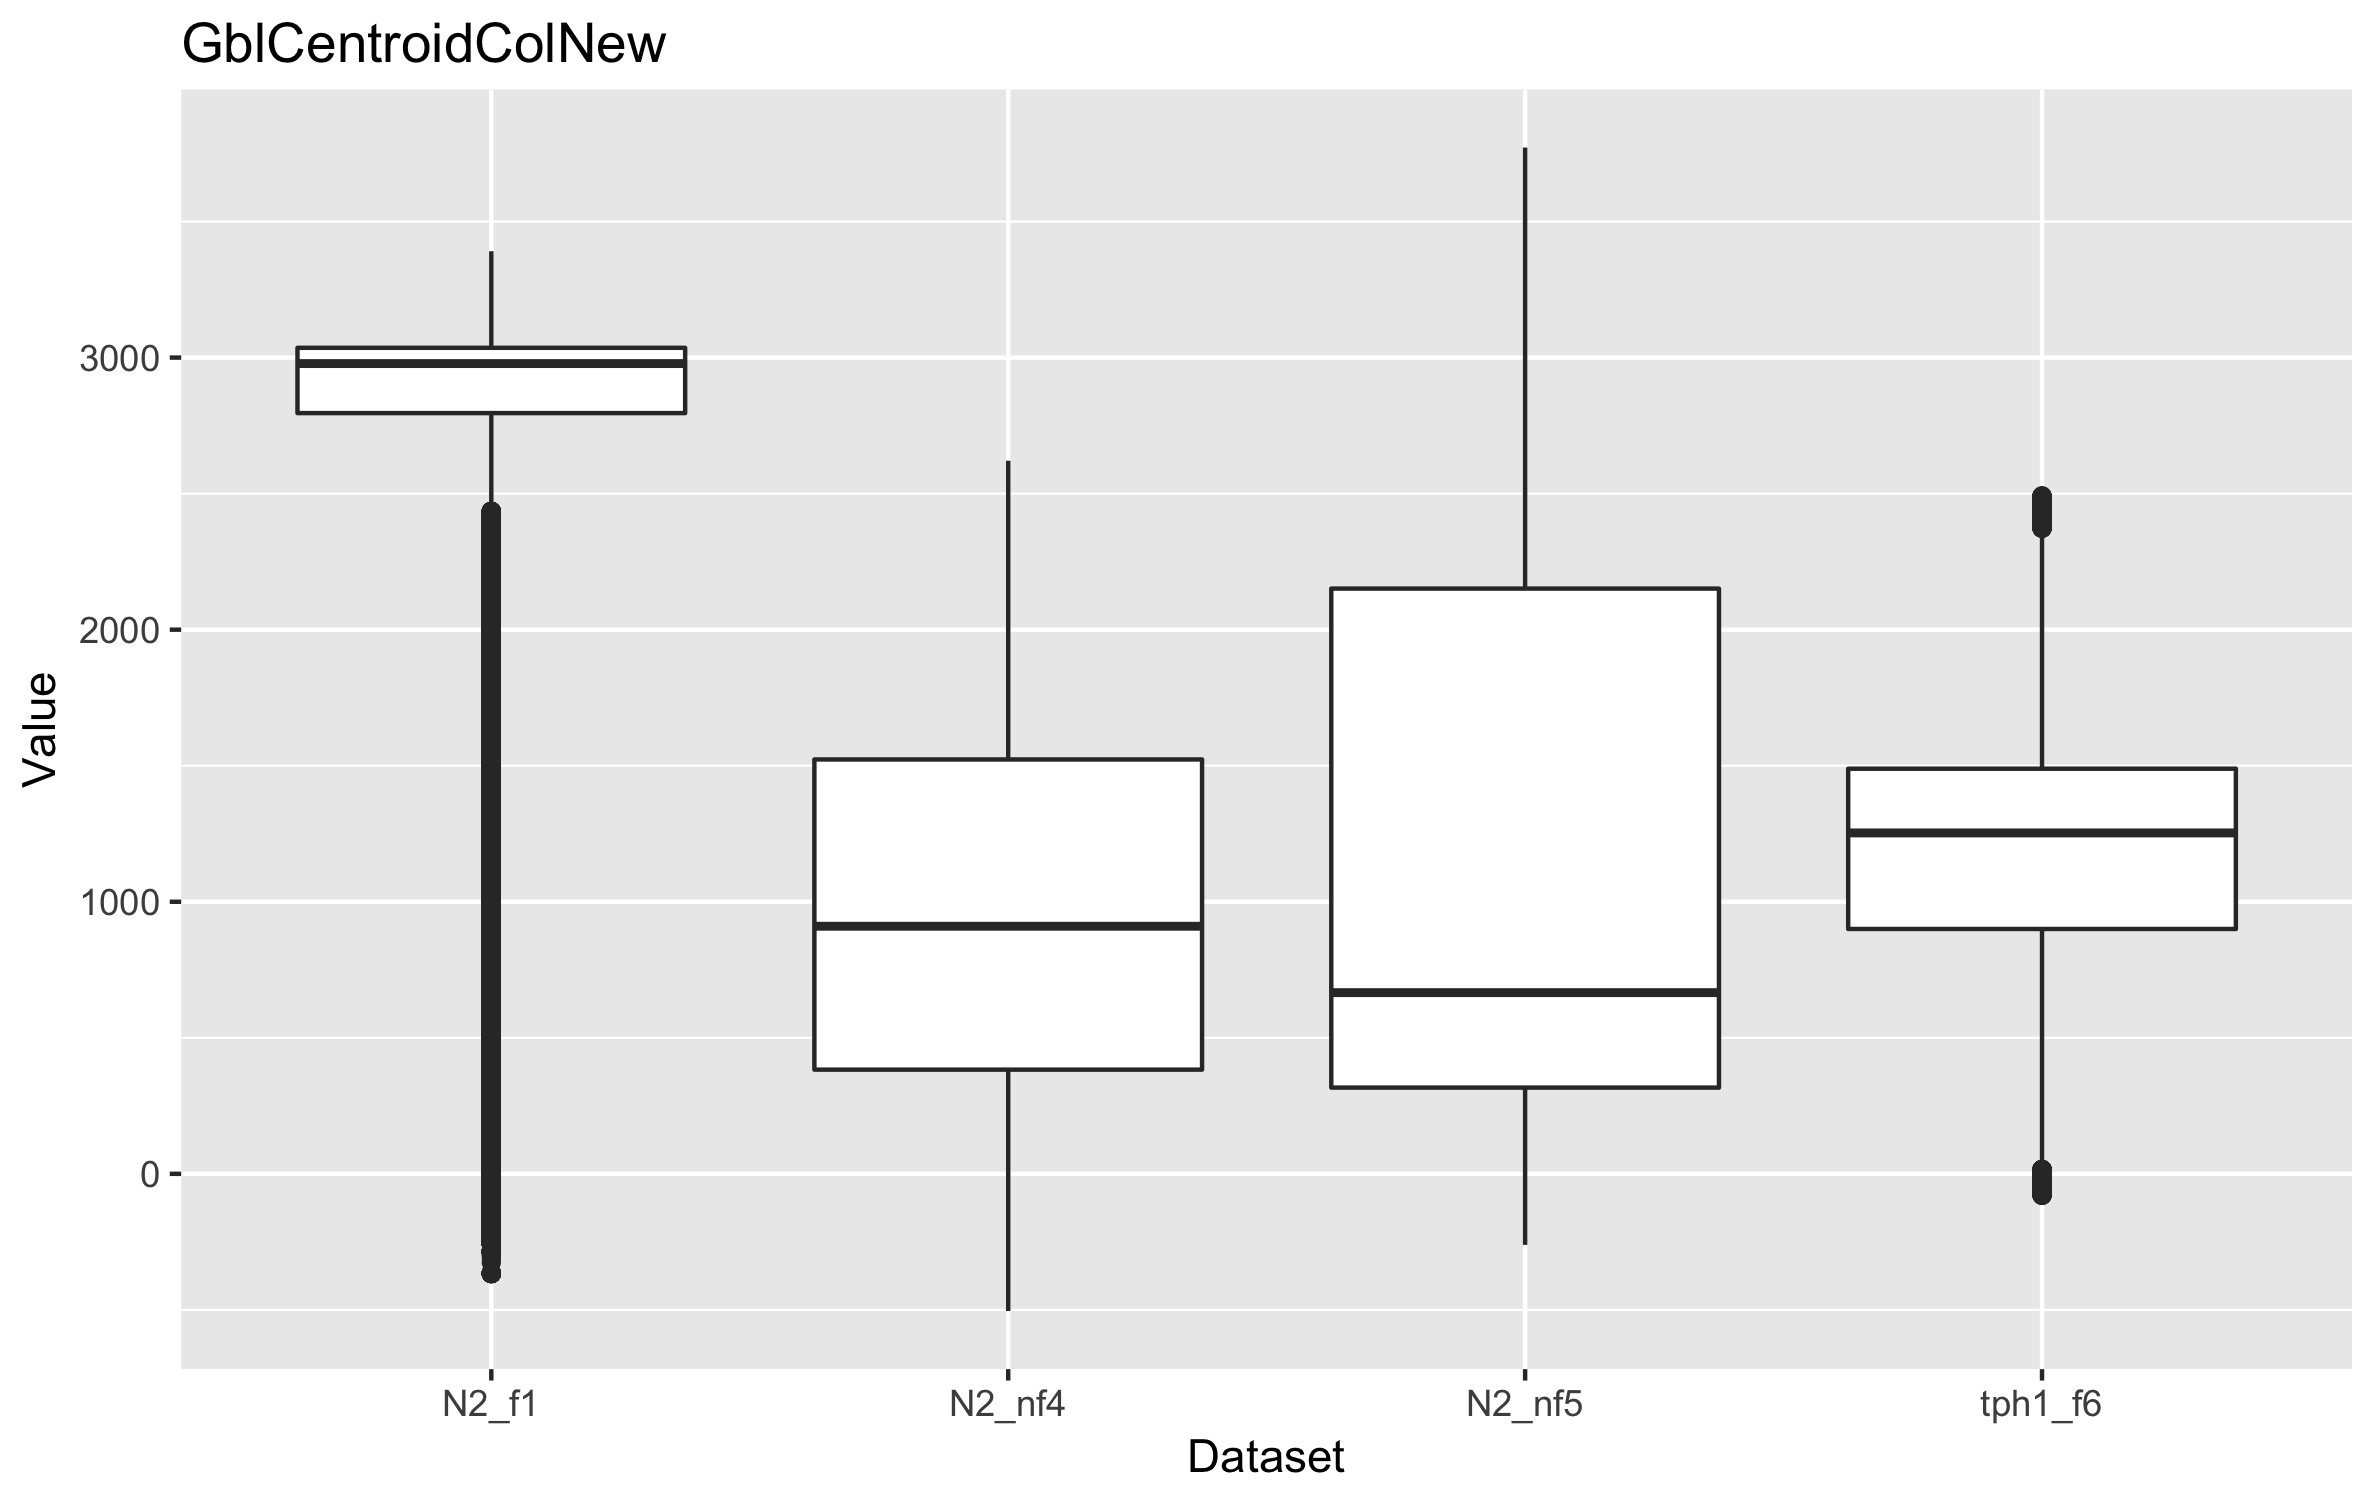 GblCentroidColNew
3000
2000
1000
0
Value
N2_f1
N2_nf4
N2_nf5
tph1_f6
Dataset